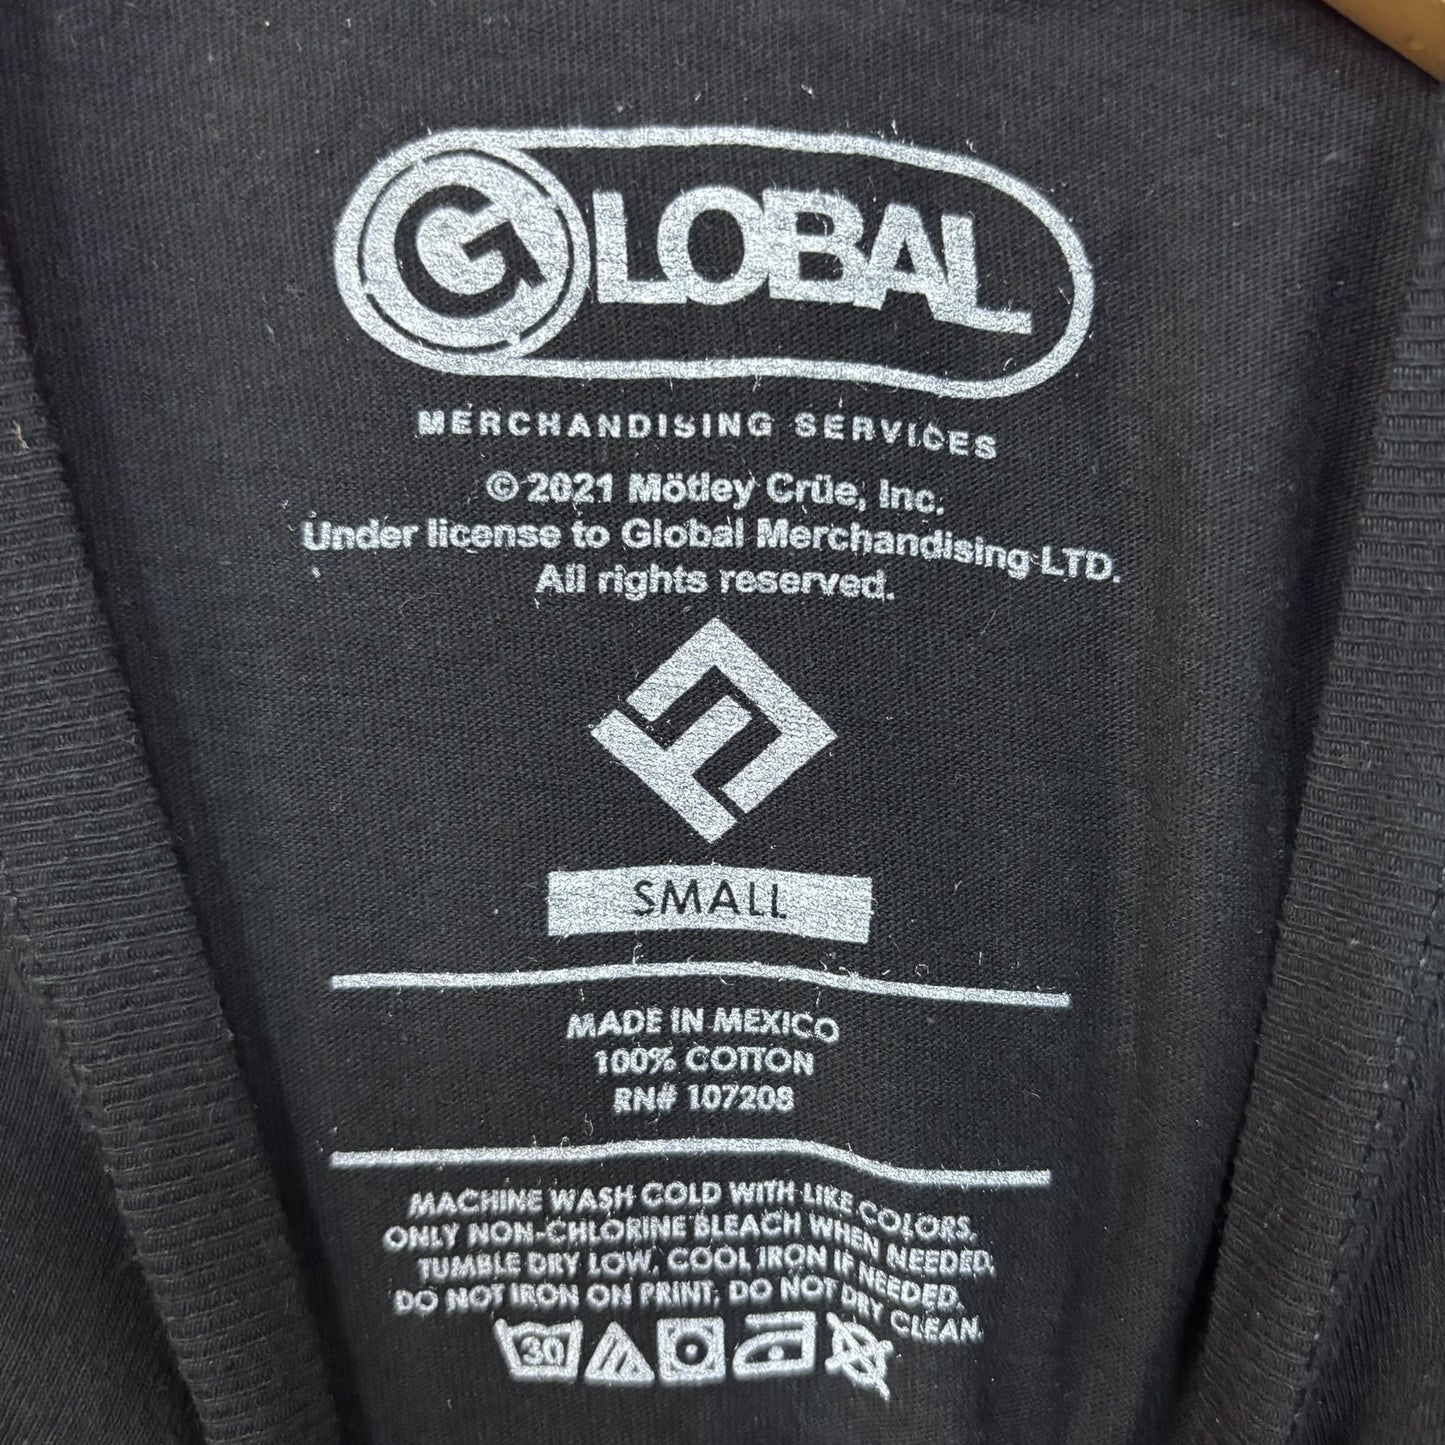 GLOBAL
MERCHANDISING SERVICES
© 2021 Mötley Crüe, Inc.
Under license to Global Merchandising LTD.
All rights reserved.
SMALL
MADE IN MEXICO
100% COTTON
RN# 107208
MACHINE WASH COLD WITH LIKE COLORS.
ONLY NON-CHLORINE BLEACH WHEN NEEDED.
TUMBLE DRY LOW. COOL IRON IF NEEDED.
DO NOT IRON ON PRINT; DO NOT DRY CLEAN.
30